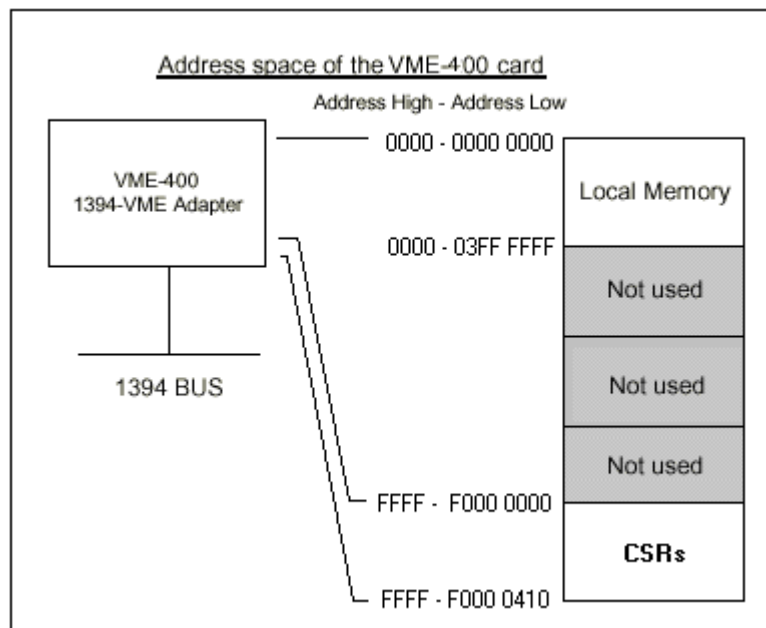 Address space of the VME-400 card
Address High - Address Low
0000 - 0000 0000
VME-400
1394-VME Adapter
Local Memory
0000 - 03FF FFFF
Not used
1394 BUS
Not used
Not used
FFFF - F000 0000
CSRs
FFFF - F000 0410